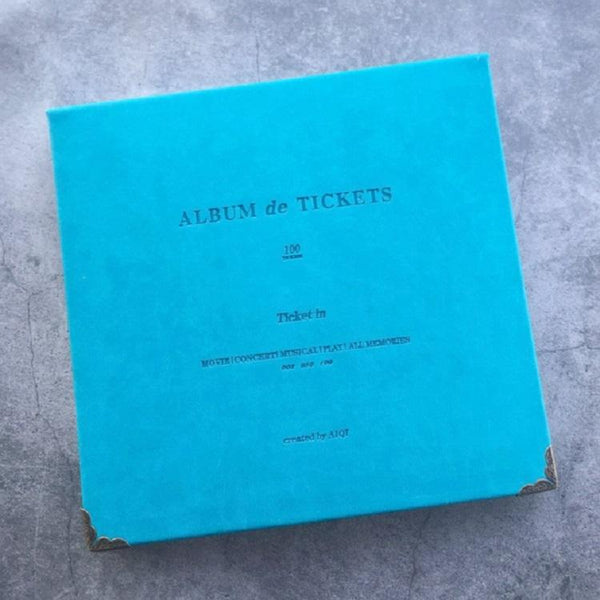 ALBUM de TICKETS
100
Ticket in
MOVIE|CONCERT|MUSICAL|PLAY|ALL MEMORIES
created by AIQI